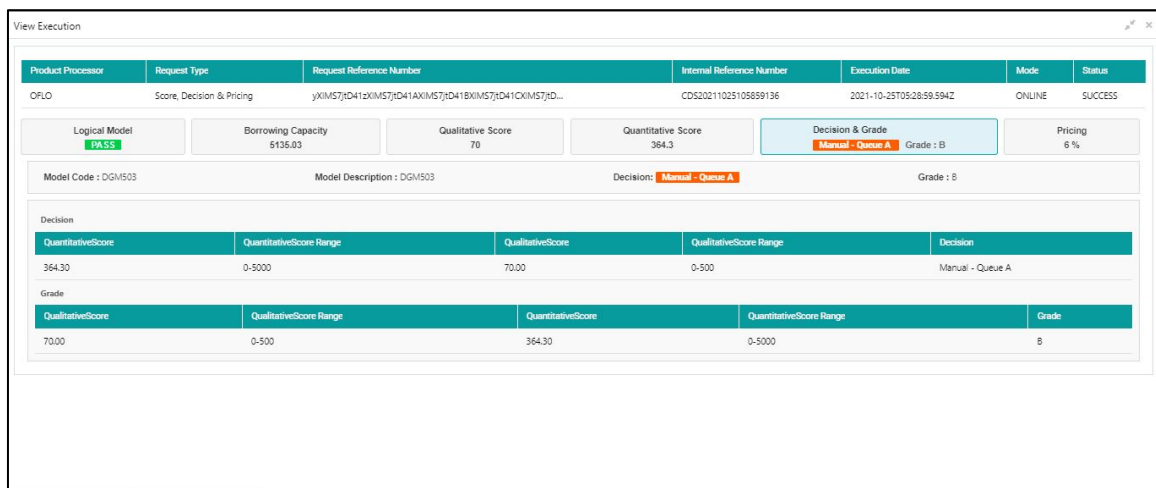 View Execution
Product Processor Request Type Request Reference Number Internal Reference Number Execution Date Mode Status
OFLO Score, Decision & Pricing yXIMS7jtD41zXIMS7jtD41AXIMS7jtD41BXIMS7jtD41CXIMS7jtD... CDS20211025105859136 2021-10-25T05:28:59.594Z ONLINE SUCCESS
Logical Model Borrowing Capacity Qualitative Score Quantitative Score Decision & Grade Pricing
PASS 5135.03 70 364.3 Manual - Queue A Grade : B 6 %
Model Code : DGM503 Model Description : DGM503 Decision: Manual - Queue A Grade : B
Decision
QuantitativeScore QuantitativeScore Range QualitativeScore QualitativeScore Range Decision
364.30 0-5000 70.00 0-500 Manual - Queue A
Grade
QualitativeScore QualitativeScore Range QuantitativeScore QuantitativeScore Range Grade
70.00 0-500 364.30 0-5000 B